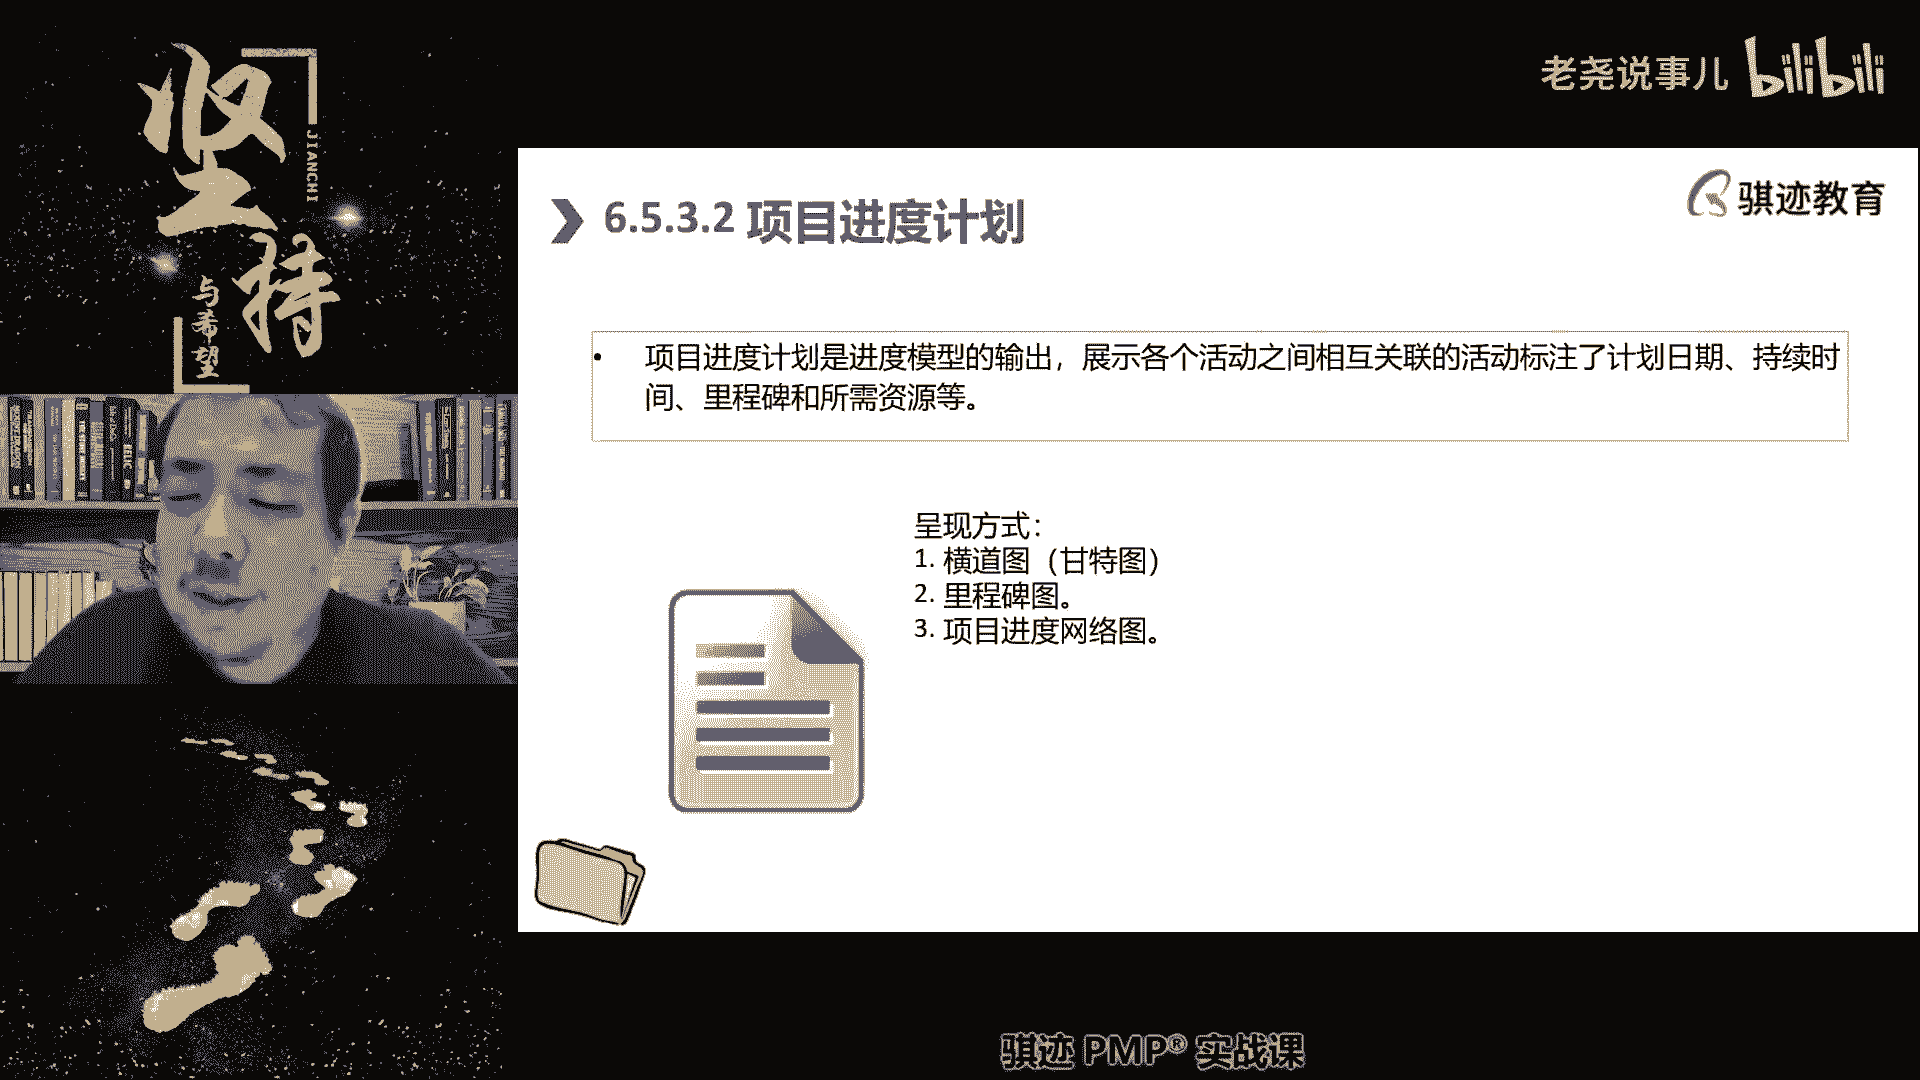 坚
持
JIANCHI
与希望
老尧说事儿 bilibili
骐迹教育
6.5.3.2 项目进度计划
• 项目进度计划是进度模型的输出，展示各个活动之间相互关联的活动标注了计划日期、持续时
间、里程碑和所需资源等。
呈现方式：
1. 横道图（甘特图）
2. 里程碑图。
3. 项目进度网络图。
骐迹 PMP® 实战课